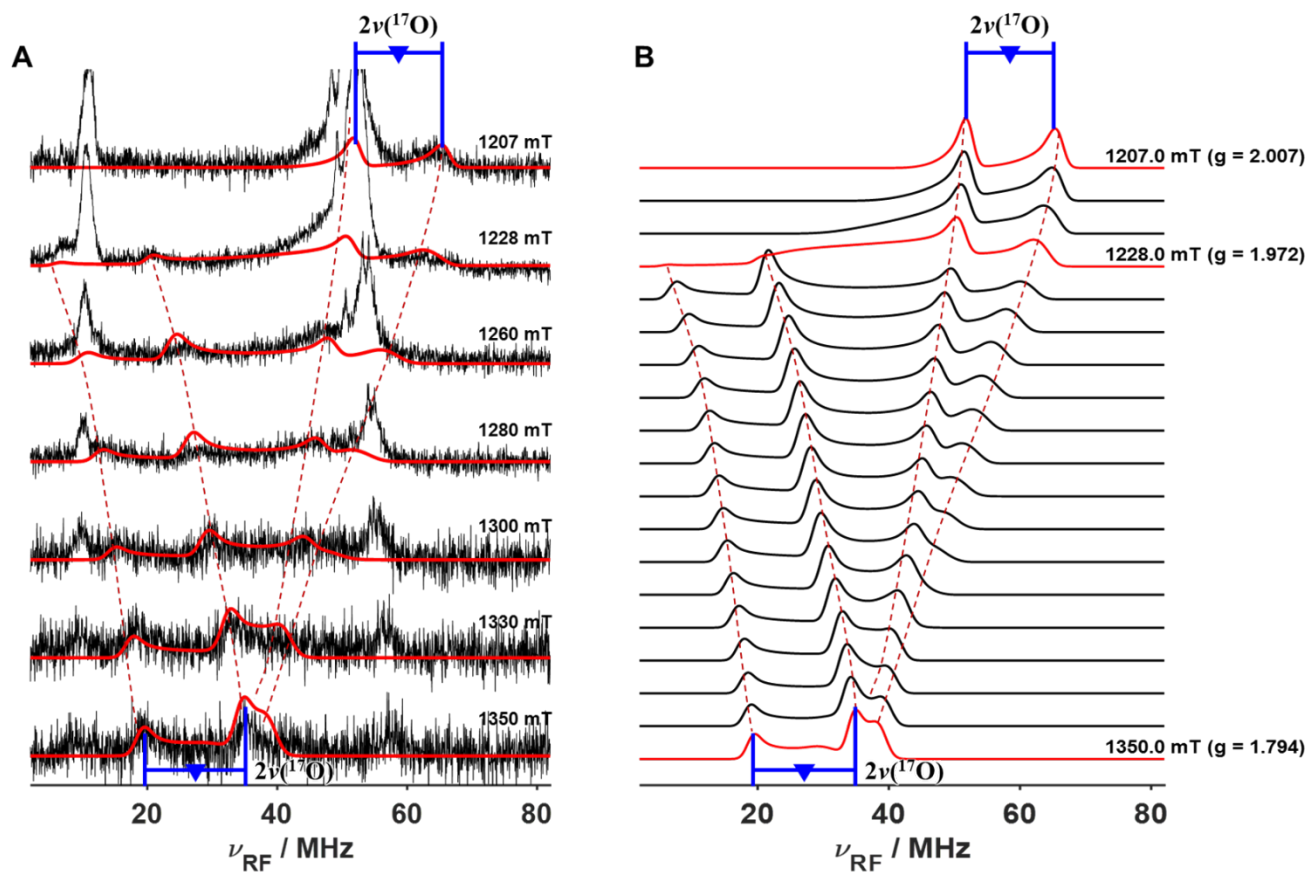 2ν(¹⁷O)
A
1207 mT
1228 mT
1260 mT
1280 mT
1300 mT
1330 mT
1350 mT
2ν(¹⁷O)
20
40
60
80
ν_RF / MHz
2ν(¹⁷O)
B
1207.0 mT (g = 2.007)
1228.0 mT (g = 1.972)
1350.0 mT (g = 1.794)
2ν(¹⁷O)
20
40
60
80
ν_RF / MHz